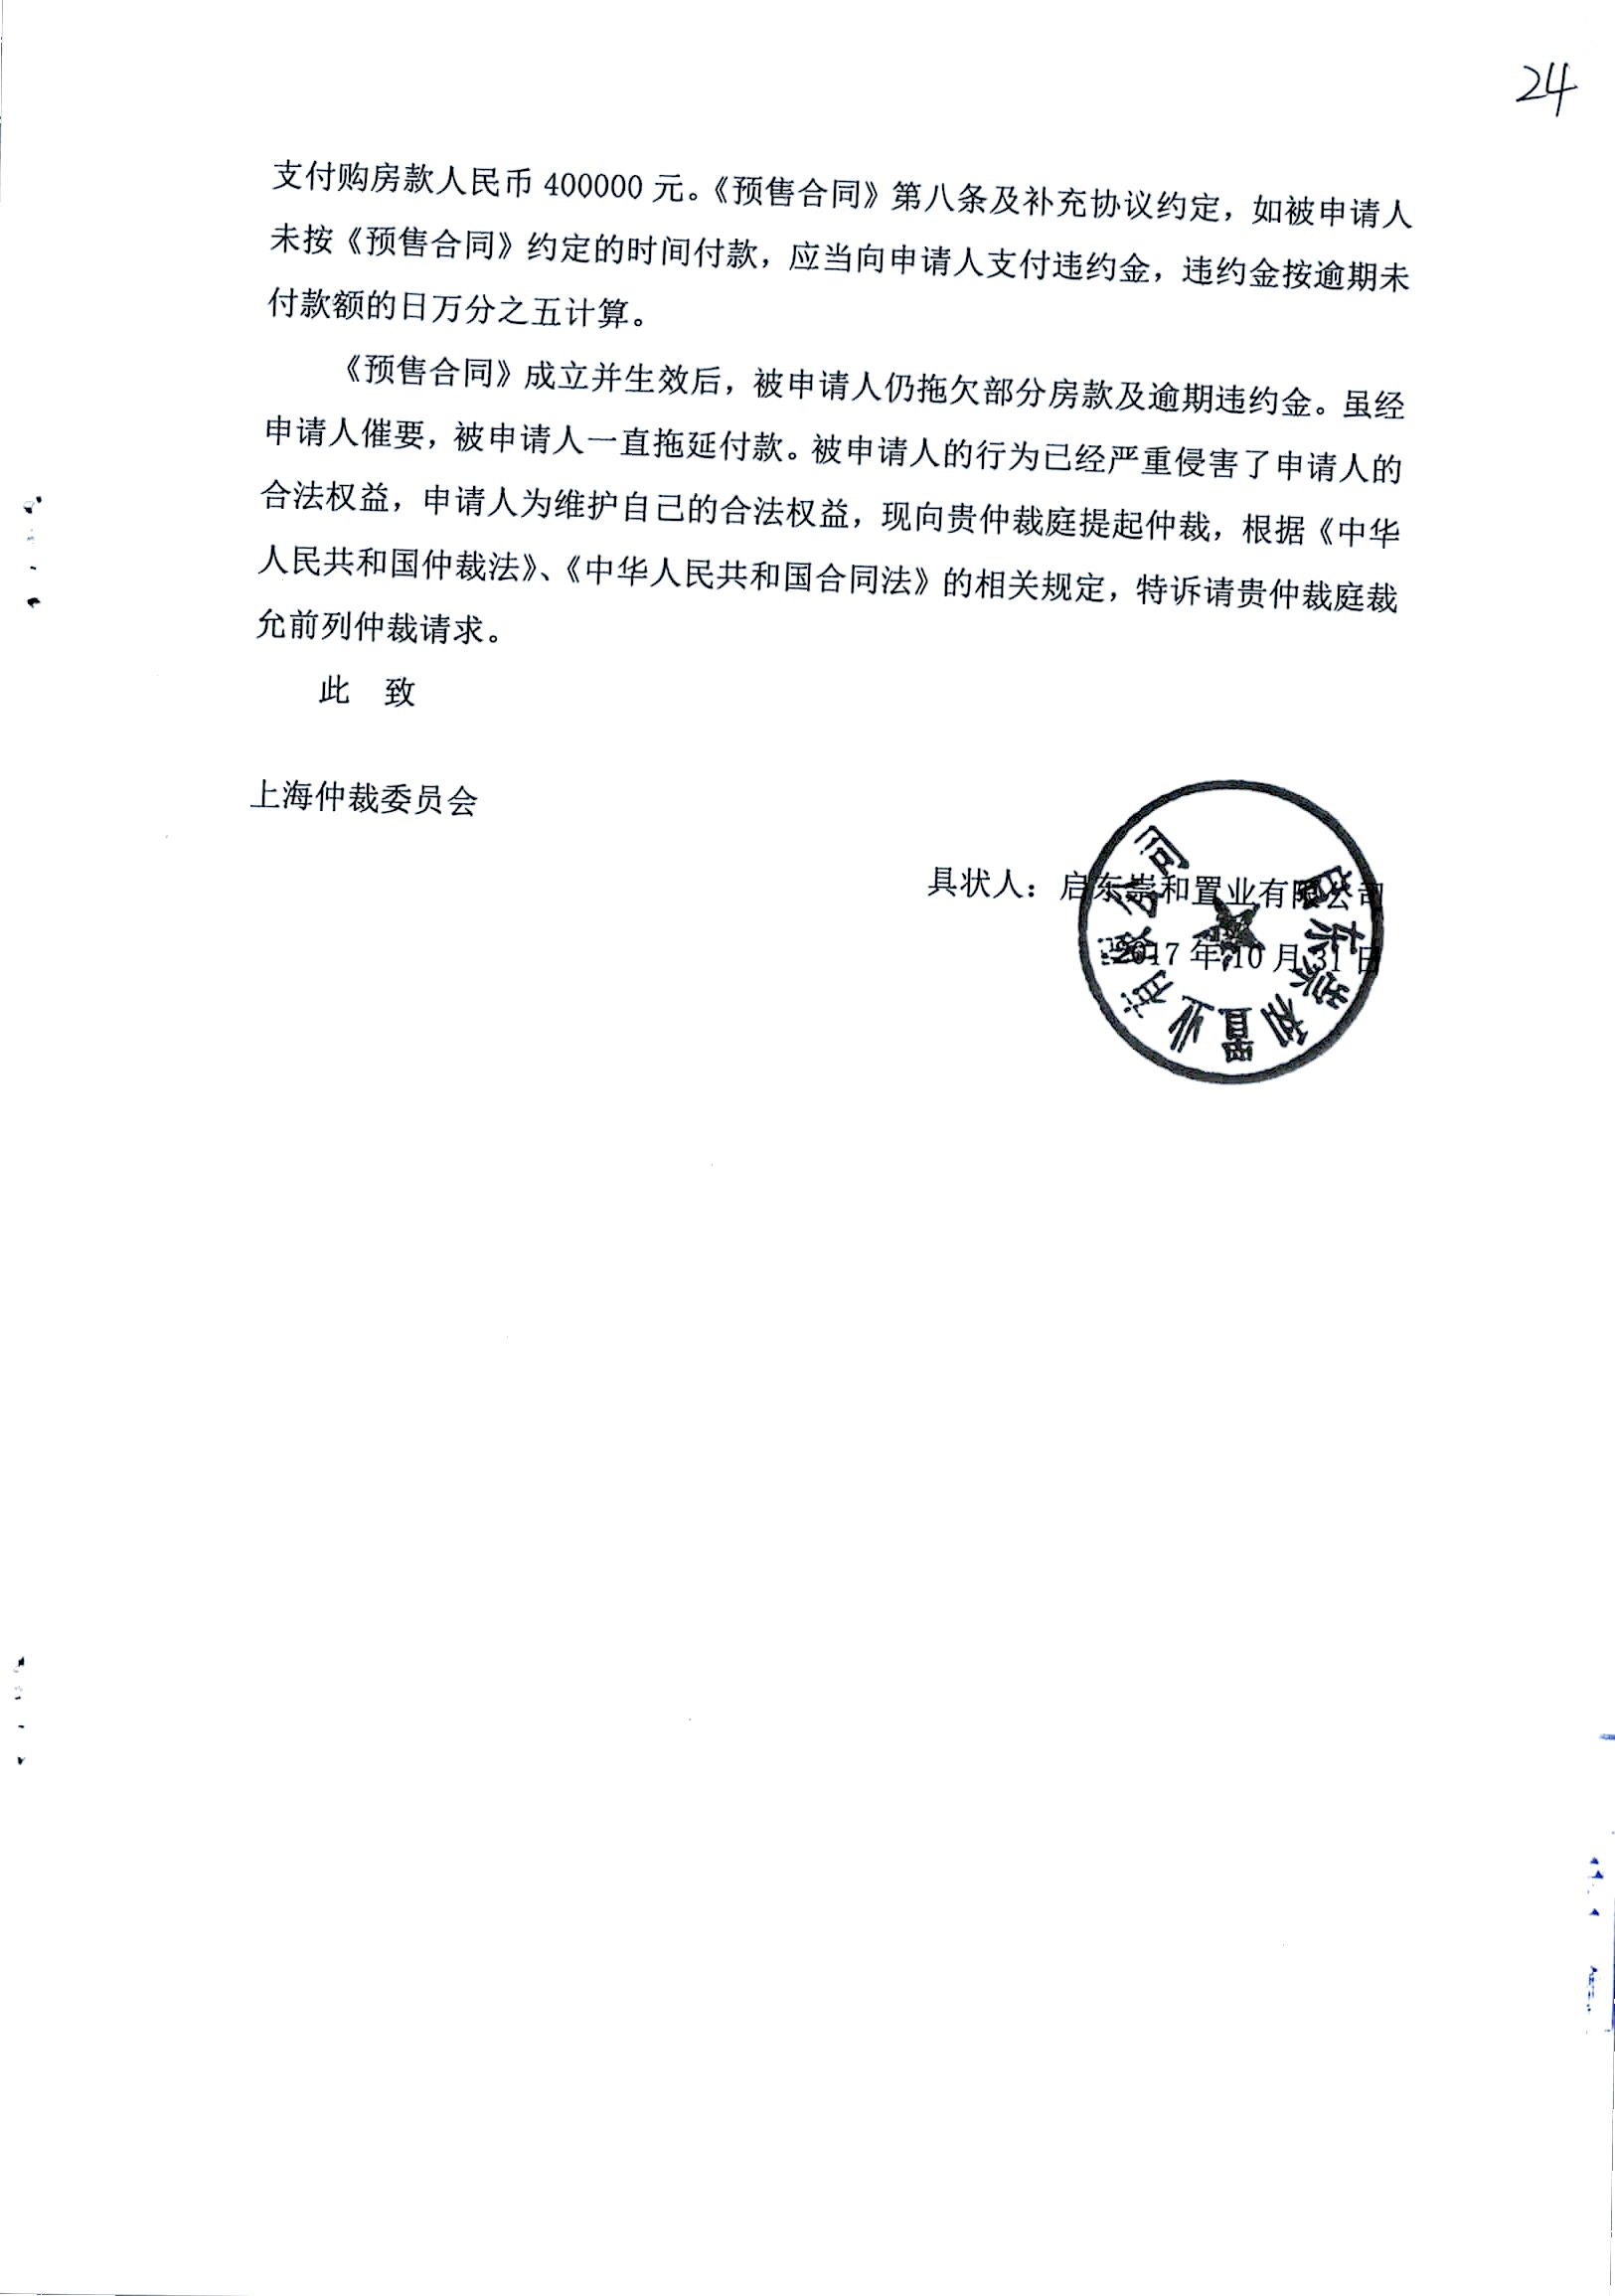 24
支付购房款人民币 400000 元。《预售合同》第八条及补充协议约定，如被申请人
未按《预售合同》约定的时间付款，应当向申请人支付违约金，违约金按逾期未
付款额的日万分之五计算。
《预售合同》成立并生效后，被申请人仍拖欠部分房款及逾期违约金。虽经
申请人催要，被申请人一直拖延付款。被申请人的行为已经严重侵害了申请人的
合法权益，申请人为维护自己的合法权益，现向贵仲裁庭提起仲裁，根据《中华
人民共和国仲裁法》、《中华人民共和国合同法》的相关规定，特诉请贵仲裁庭裁
允前列仲裁请求。
此　致
上海仲裁委员会
具状人：启东崇和置业有限公司
2017 年 10 月 31 日
启东崇和置业有限公司